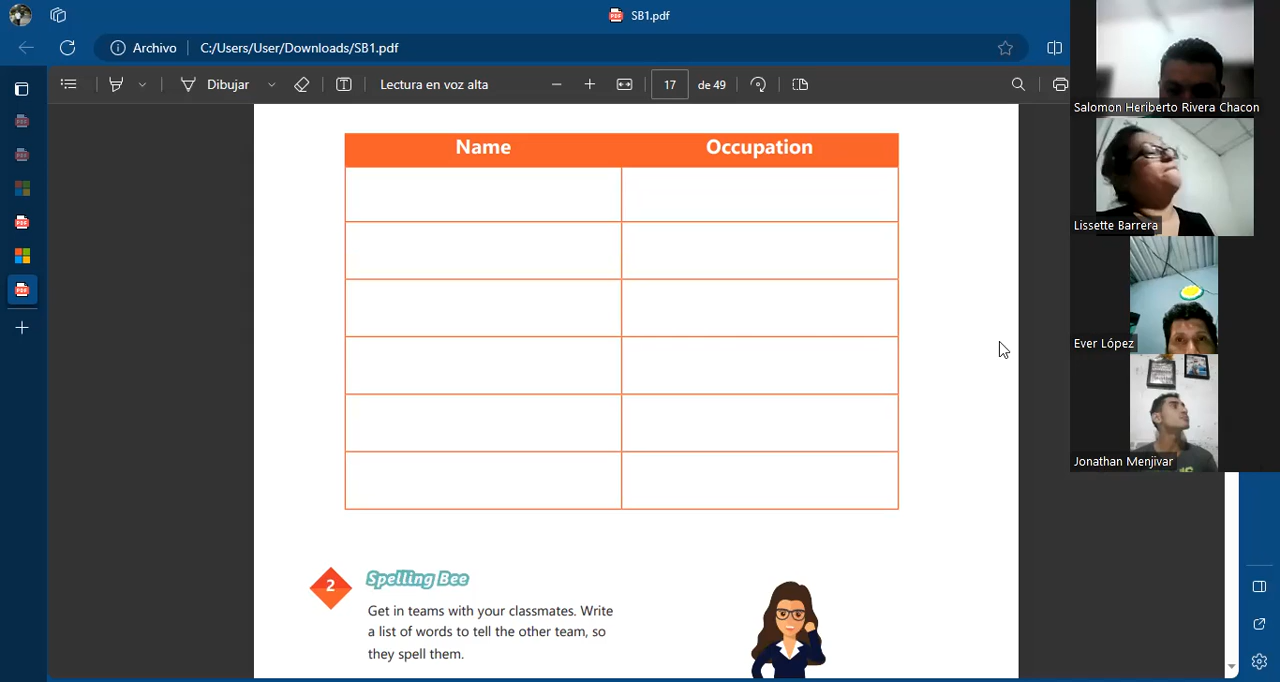 SB1.pdf
Archivo C:/Users/User/Downloads/SB1.pdf
Dibujar Lectura en voz alta 17 de 49
Salomon Heriberto Rivera Chacon
Lissette Barrera
Ever López
Jonathan Menjivar
Name Occupation
2 Spelling Bee
Get in teams with your classmates. Write
a list of words to tell the other team, so
they spell them.